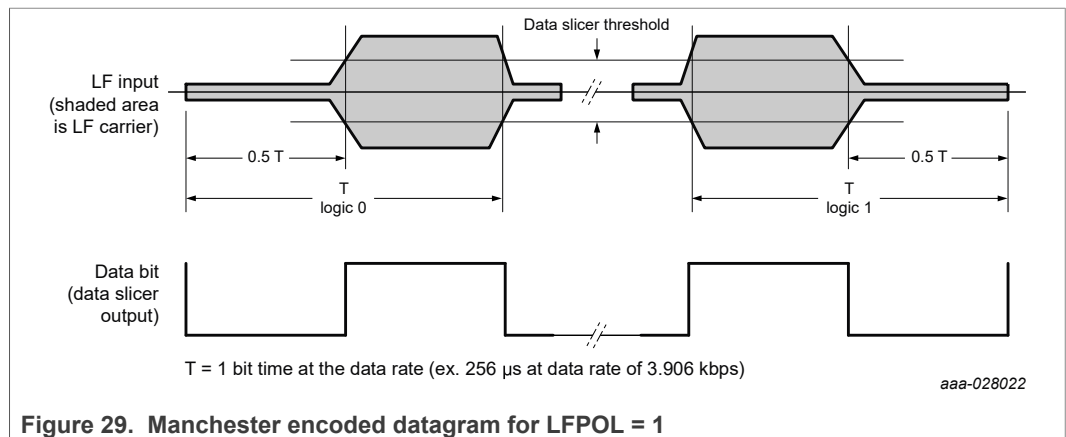 Data slicer threshold
LF input
(shaded area
is LF carrier)
0.5 T
0.5 T
T
logic 0
T
logic 1
Data bit
(data slicer
output)
T = 1 bit time at the data rate (ex. 256 µs at data rate of 3.906 kbps)
aaa-028022
Figure 29. Manchester encoded datagram for LFPOL = 1